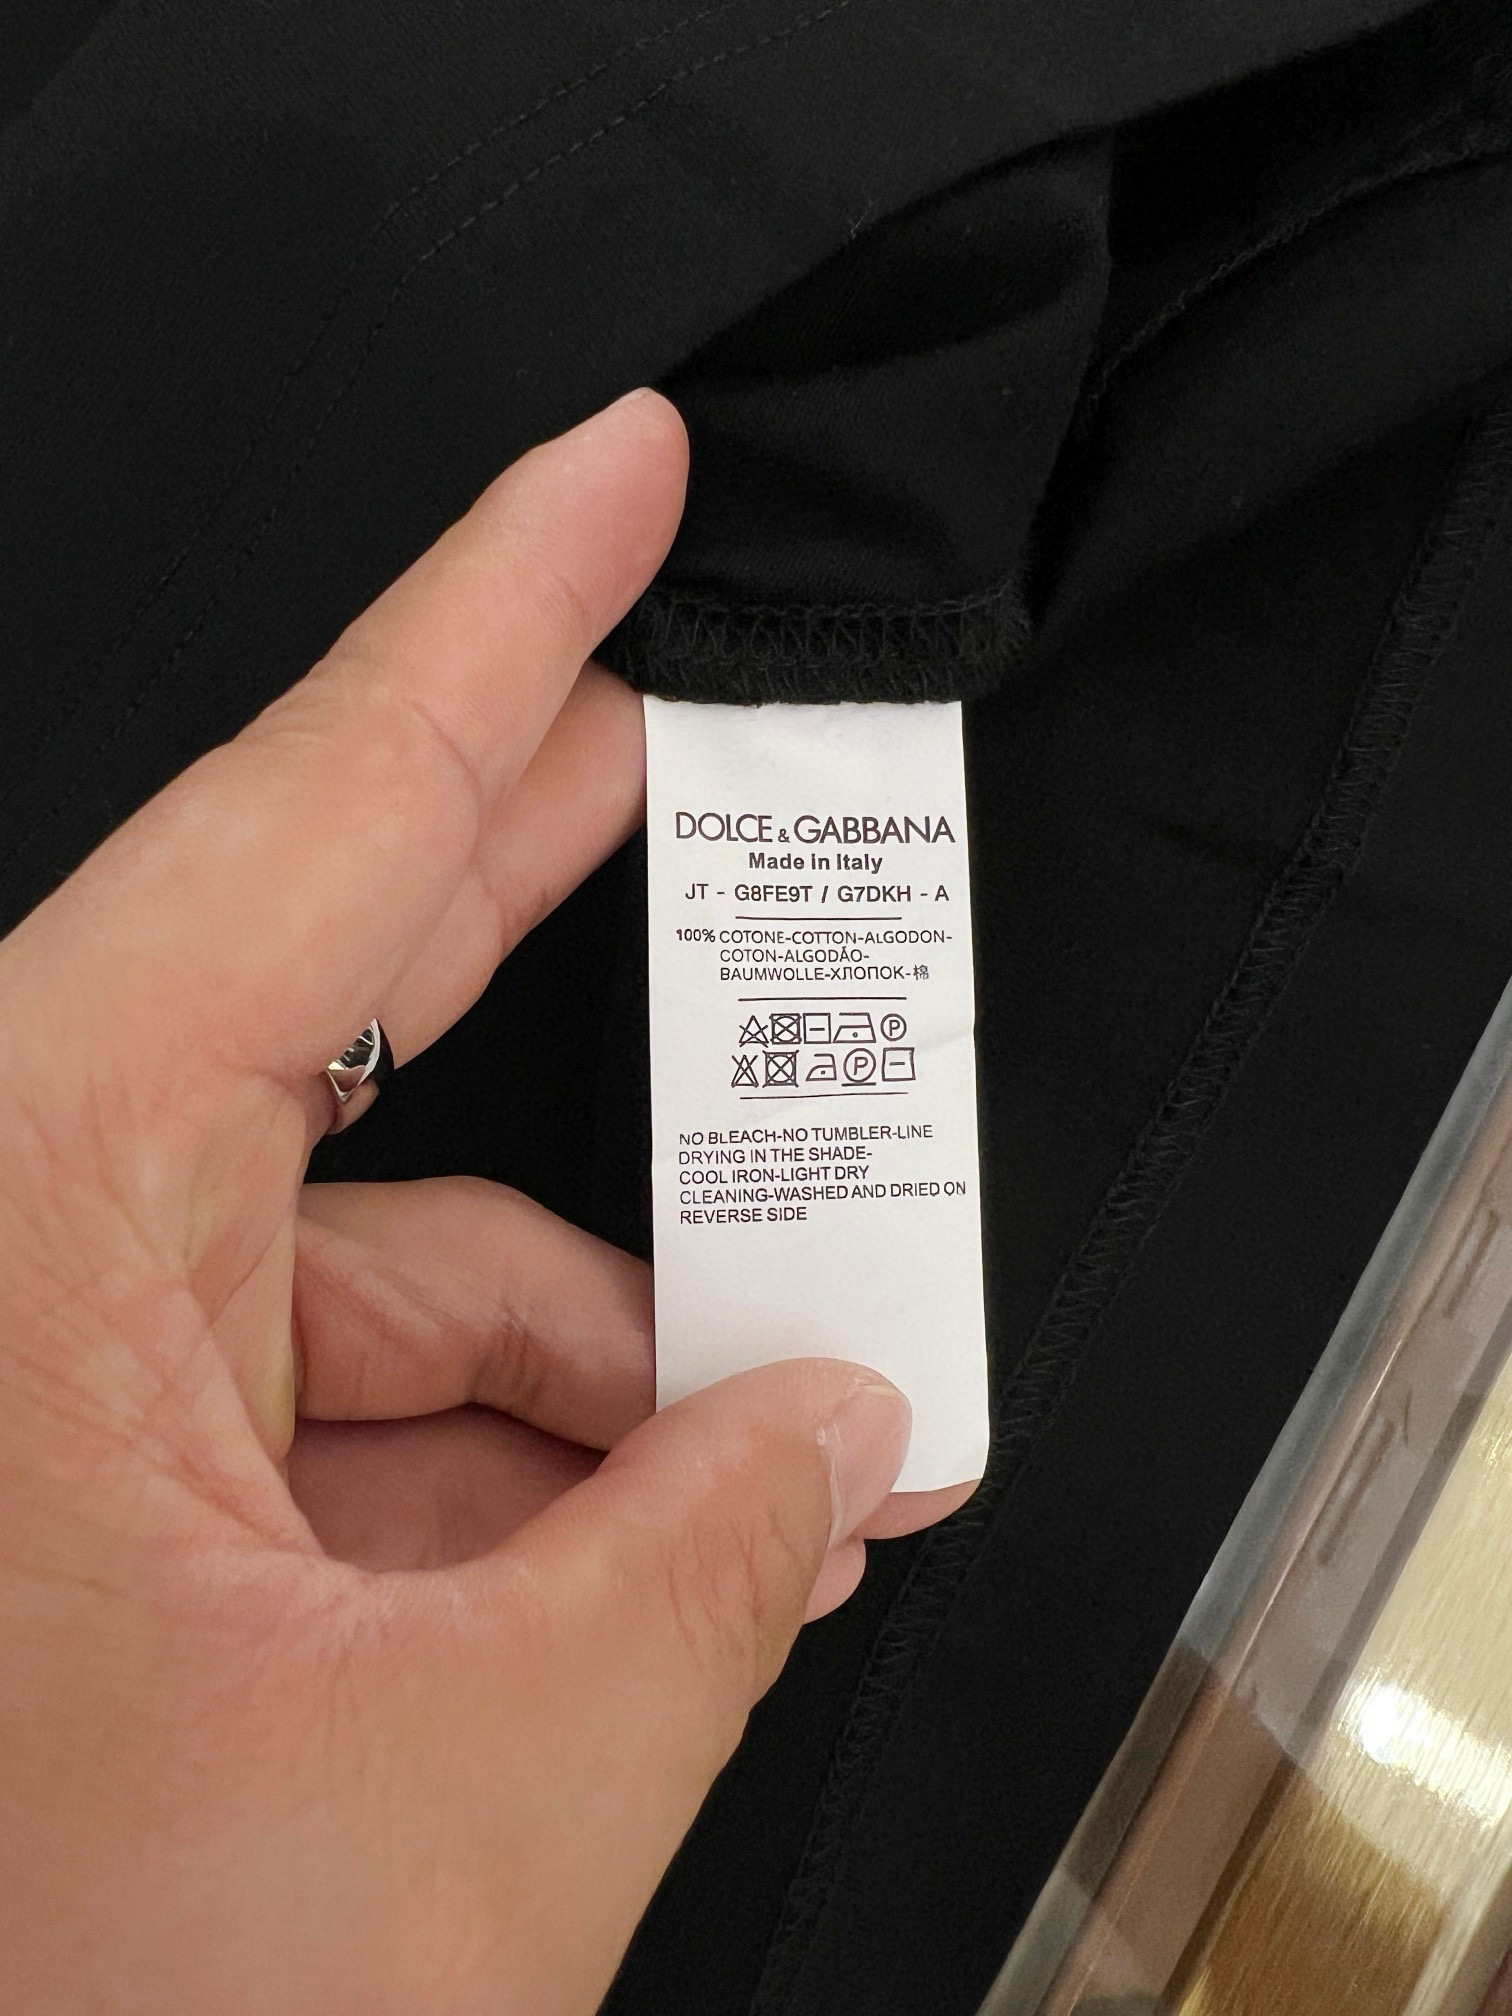 DOLCE & GABBANA
Made in Italy
JT - G8FE9T / G7DKH - A
100% COTONE-COTTON-ALGODON-
COTON-ALGODÃO-
BAUMWOLLE-ХЛОПОК-棉
P
P
NO BLEACH-NO TUMBLER-LINE
DRYING IN THE SHADE-
COOL IRON-LIGHT DRY
CLEANING-WASHED AND DRIED ON
REVERSE SIDE